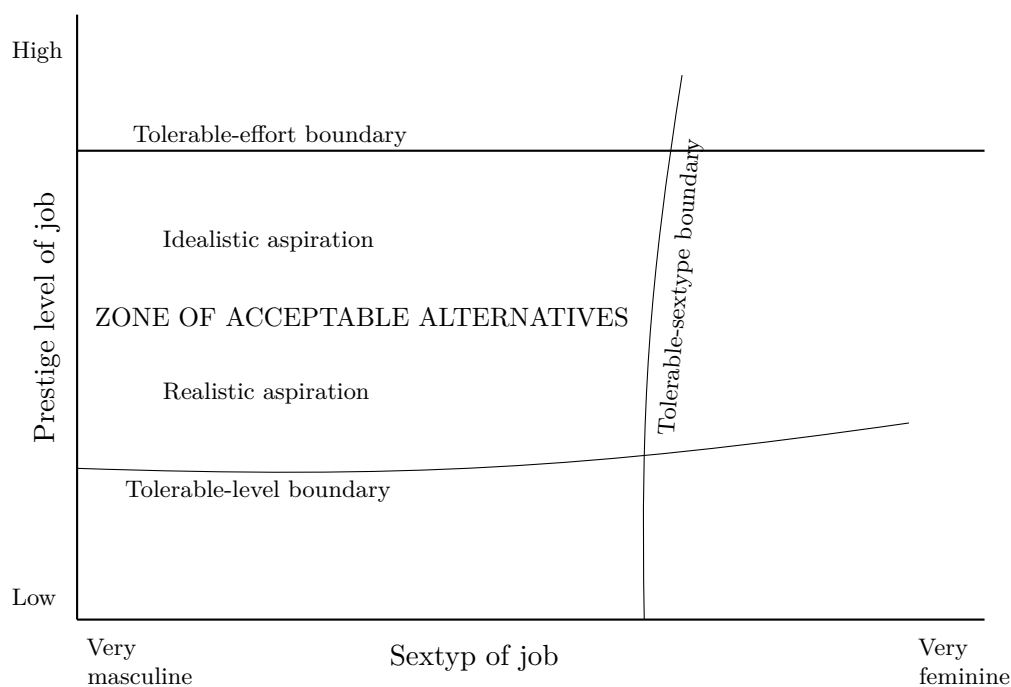 High
Tolerable-effort boundary
Tolerable-sextype boundary
Prestige level of job
Idealistic aspiration
ZONE OF ACCEPTABLE ALTERNATIVES
Realistic aspiration
Tolerable-level boundary
Low
Very
masculine
Sextyp of job
Very
feminine